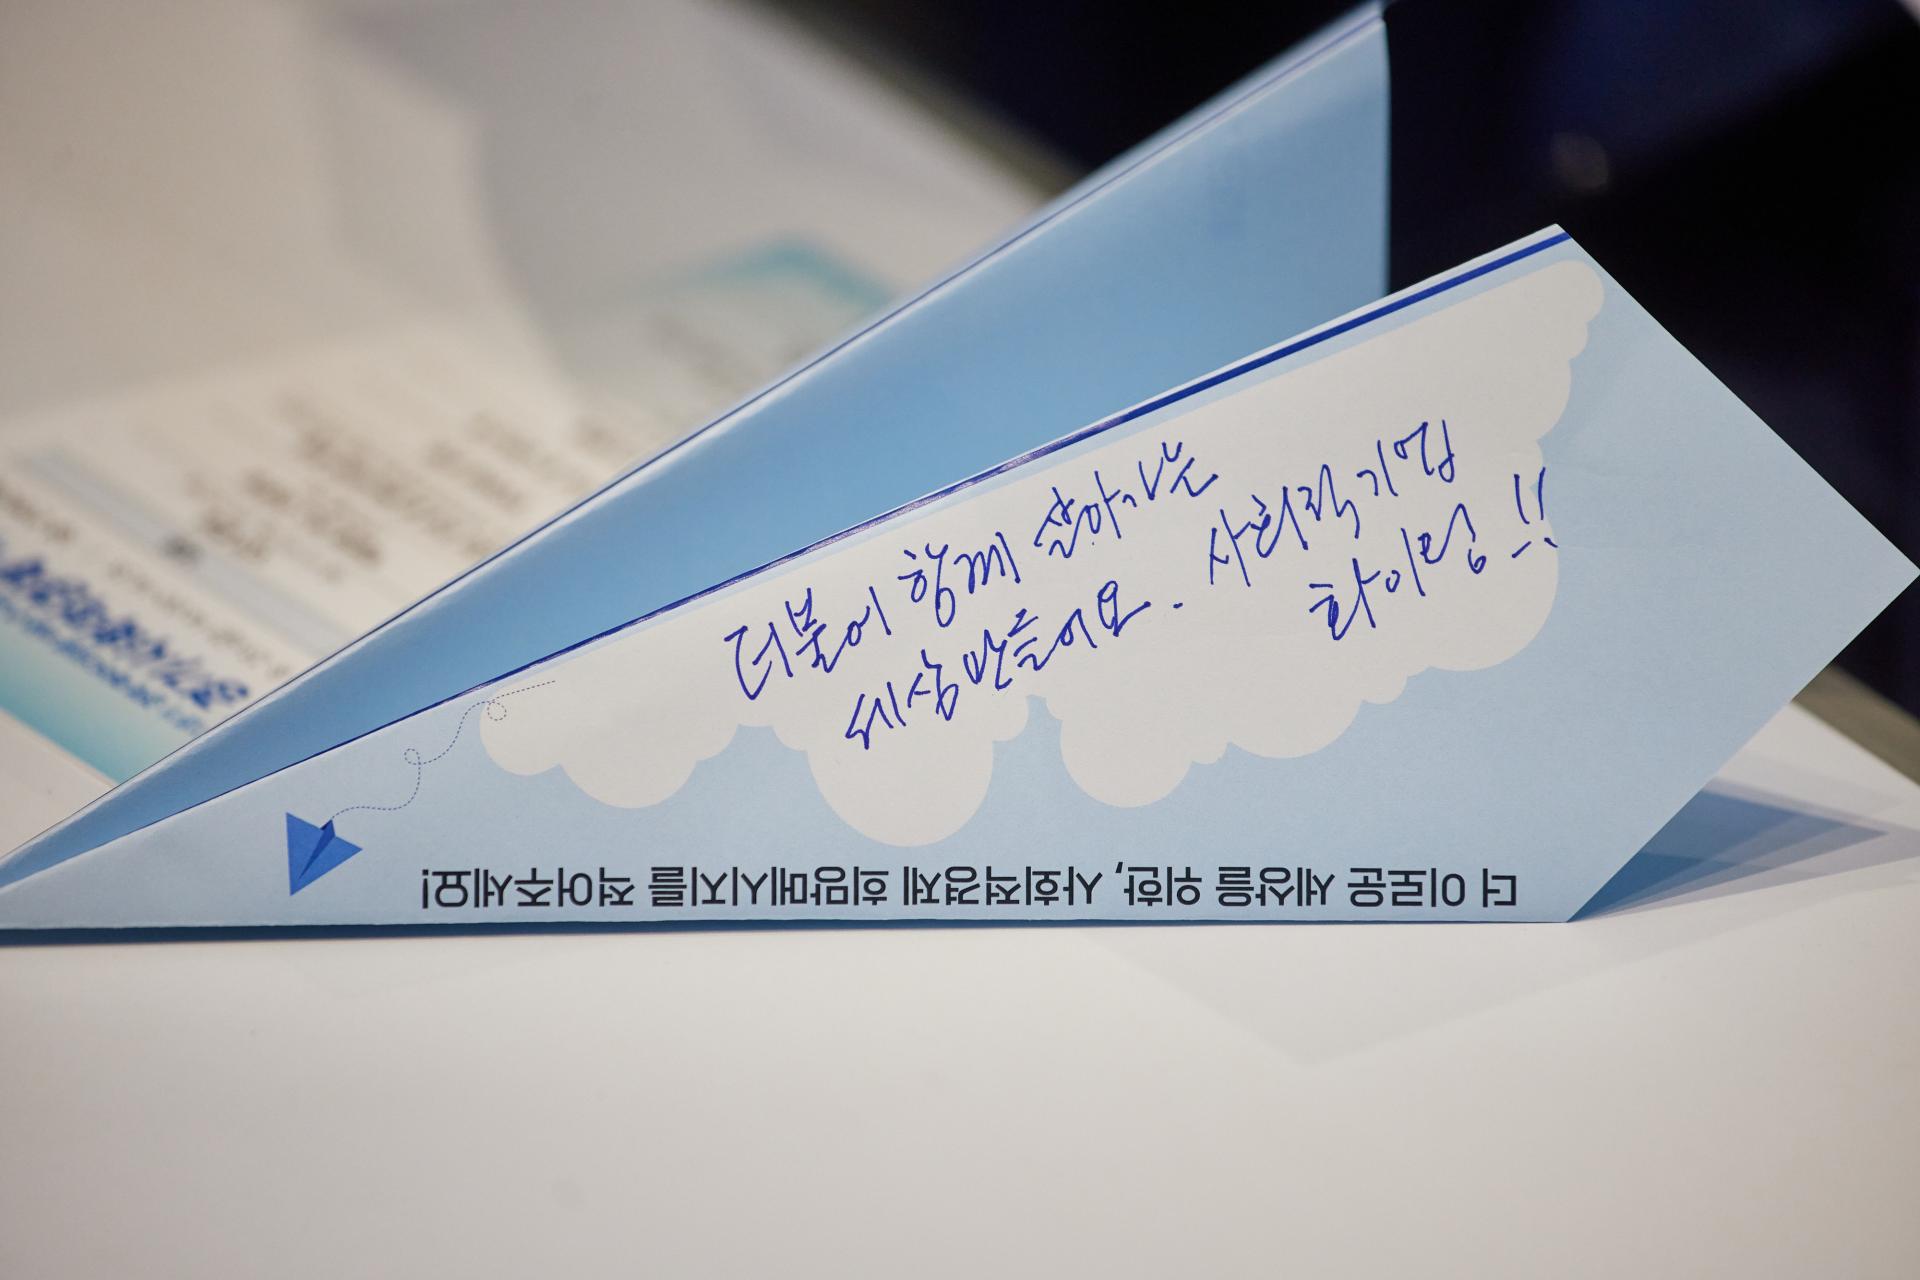 더불어 함께 살아가는
세상 만들어요. 사회적기업
화이팅!!
더 이로운 세상을 위한, 사회적경제 희망메시지를 적어주세요!